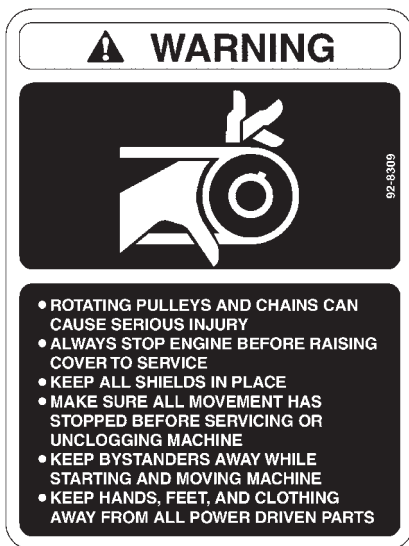 WARNING
92-8309
• ROTATING PULLEYS AND CHAINS CAN
CAUSE SERIOUS INJURY
• ALWAYS STOP ENGINE BEFORE RAISING
COVER TO SERVICE
• KEEP ALL SHIELDS IN PLACE
• MAKE SURE ALL MOVEMENT HAS
STOPPED BEFORE SERVICING OR
UNCLOGGING MACHINE
• KEEP BYSTANDERS AWAY WHILE
STARTING AND MOVING MACHINE
• KEEP HANDS, FEET, AND CLOTHING
AWAY FROM ALL POWER DRIVEN PARTS